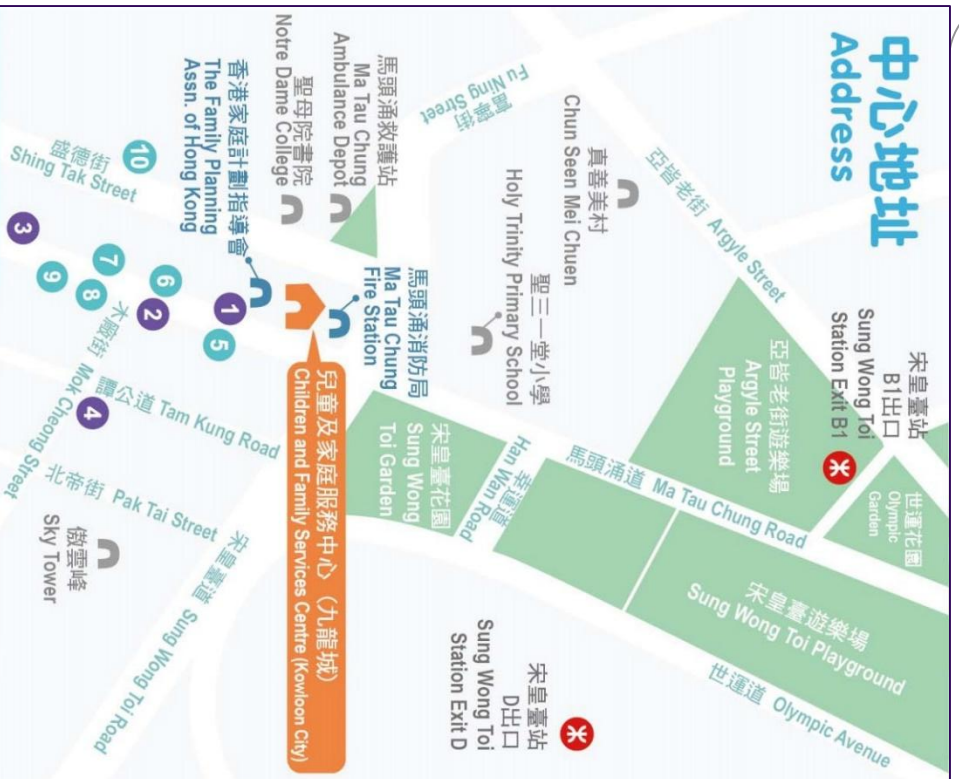 中心地址
Address
宋皇臺站
B1出口
Sung Wong Toi
Station Exit B1
世運花園
Olympic
Garden
亞皆老街 Argyle Street
亞皆老街遊樂場
Argyle Street
Playground
富寧街
Fu Ning Street
真善美村
Chun Seen Mei Chuen
聖三一堂小學
Holy Trinity Primary School
馬頭涌道 Ma Tau Chung Road
宋皇臺遊樂場
Sung Wong Toi Playground
世運道 Olympic Avenue
幸運道
Han Wan Road
宋皇臺站
D出口
Sung Wong Toi
Station Exit D
馬頭涌救護站
Ma Tau Chung
Ambulance Depot
聖母院書院
Notre Dame College
馬頭涌消防局
Ma Tau Chung
Fire Station
宋皇臺花園
Sung Wong
Toi Garden
香港家庭計劃指導會
The Family Planning
Assn. of Hong Kong
兒童及家庭服務中心（九龍城）
Children and Family Services Centre (Kowloon City)
盛德街
Shing Tak Street
10
1
5
6
2
7
8
9
3
4
木廠街 Mok Cheong Street
譚公道 Tam Kung Road
北帝街 Pak Tai Street
宋皇臺道 Sung Wong Toi Road
傲雲峰
Sky Tower